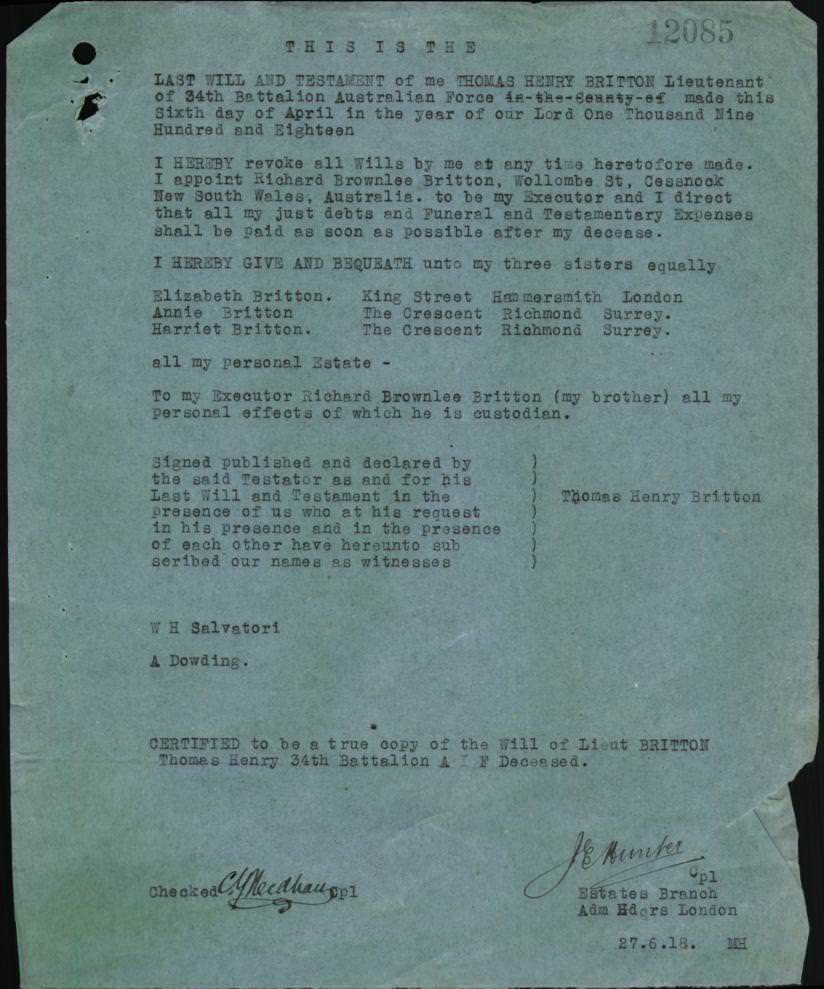 12085
THIS IS THE
LAST WILL AND TESTAMENT of me THOMAS HENRY BRITTON Lieutenant
of 34th Battalion Australian Force in-the-County-of made this
Sixth day of April in the year of our Lord One Thousand Nine
Hundred and Eighteen
I HEREBY revoke all Wills by me at any time heretofore made.
I appoint Richard Brownlee Britton, Wollombe St, Cessnock
New South Wales, Australia. to be my Executor and I direct
that all my just debts and Funeral and Testamentary Expenses
shall be paid as soon as possible after my decease.
I HEREBY GIVE AND BEQUEATH unto my three sisters equally
Elizabeth Britton. King Street Hammersmith London
Annie Britton The Crescent Richmond Surrey.
Harriet Britton. The Crescent Richmond Surrey.
all my personal Estate -
To my Executor Richard Brownlee Britton (my brother) all my
personal effects of which he is custodian.
Signed published and declared by )
the said Testator as and for his )
Last Will and Testament in the ) Thomas Henry Britton
presence of us who at his request )
in his presence and in the presence )
of each other have hereunto sub )
scribed our names as witnesses )
W H Salvatori
A Dowding.
CERTIFIED to be a true copy of the Will of Lieut BRITTON
Thomas Henry 34th Battalion A I F Deceased.
J E Hunter
Cpl
Checked C Y Needham Cpl
Estates Branch
Adm Hdqrs London
27.6.18. MH